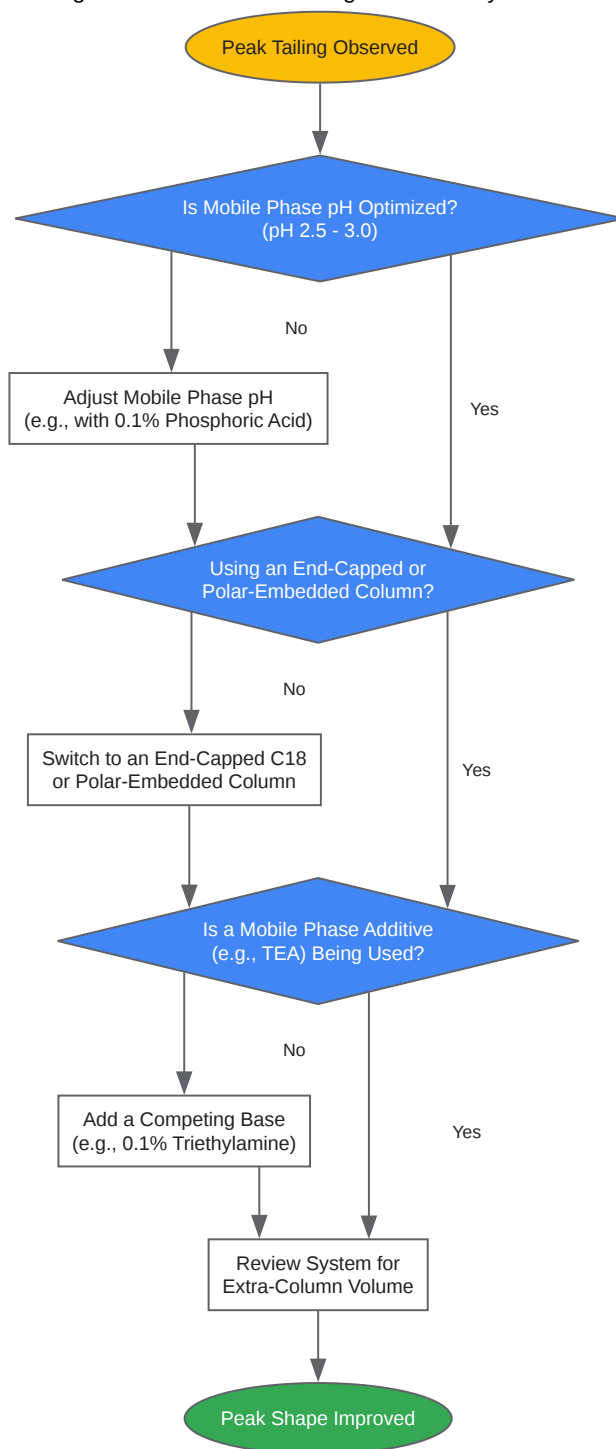 Peak Tailing Observed
Is Mobile Phase pH Optimized?
(pH 2.5 - 3.0)
No
Adjust Mobile Phase pH
(e.g., with 0.1% Phosphoric Acid)
Yes
Using an End-Capped or
Polar-Embedded Column?
No
Switch to an End-Capped C18
or Polar-Embedded Column
Yes
Is a Mobile Phase Additive
(e.g., TEA) Being Used?
No
Add a Competing Base
(e.g., 0.1% Triethylamine)
Yes
Review System for
Extra-Column Volume
Peak Shape Improved